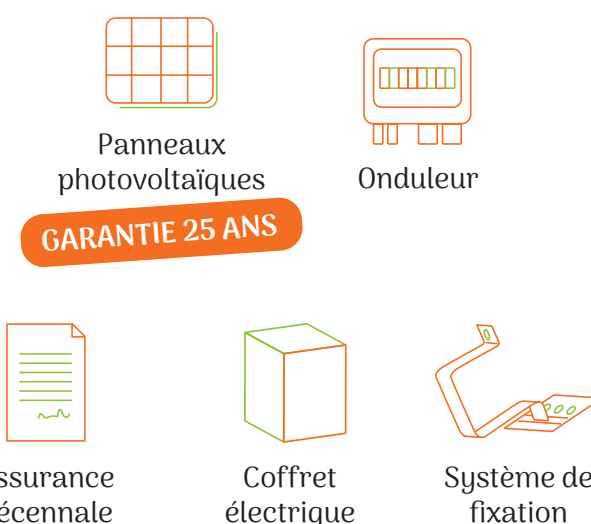 Panneaux
photovoltaïques
Onduleur
GARANTIE 25 ANS
ssurance
écennale
Coffret
électrique
Système de
fixation